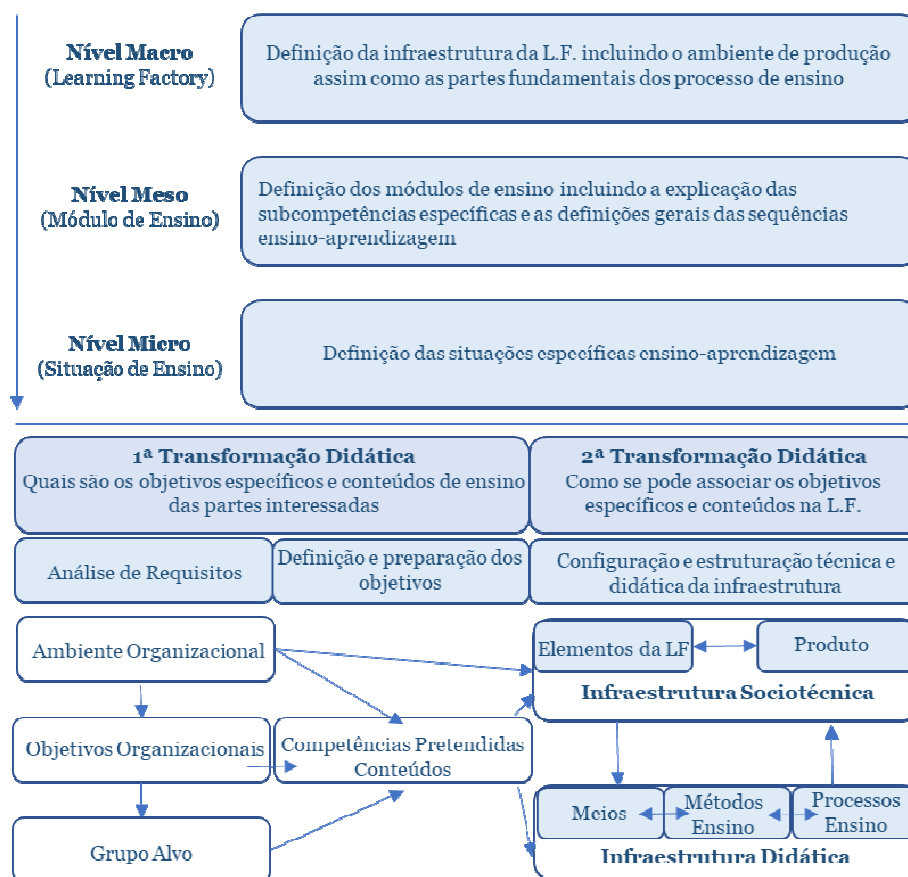 Nível Macro
(Learning Factory)
Definição da infraestrutura da L.F. incluindo o ambiente de produção
assim como as partes fundamentais dos processo de ensino
Nível Meso
(Módulo de Ensino)
Definição dos módulos de ensino incluindo a explicação das
subcompetências específicas e as definições gerais das sequências
ensino-aprendizagem
Nível Micro
(Situação de Ensino)
Definição das situações específicas ensino-aprendizagem
1ª Transformação Didática
Quais são os objetivos específicos e conteúdos de ensino
das partes interessadas
2ª Transformação Didática
Como se pode associar os objetivos
específicos e conteúdos na L.F.
Análise de Requisitos
Definição e preparação dos
objetivos
Configuração e estruturação técnica e
didática da infraestrutura
Ambiente Organizacional
Elementos da LF
Produto
Infraestrutura Sociotécnica
Objetivos Organizacionais
Competências Pretendidas
Conteúdos
Meios
Métodos
Ensino
Processos
Ensino
Infraestrutura Didática
Grupo Alvo